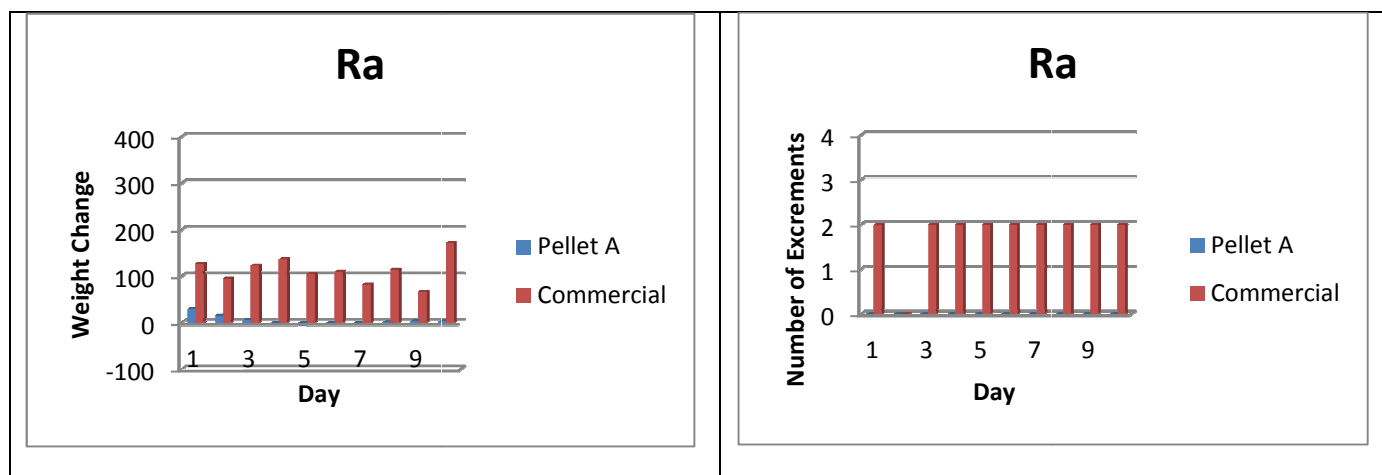 Ra
400
300
200
100
0
-100
Weight Change
1 3 5 7 9
Day
Pellet A
Commercial
Ra
4
3
2
1
0
Number of Excrements
1 3 5 7 9
Day
Pellet A
Commercial